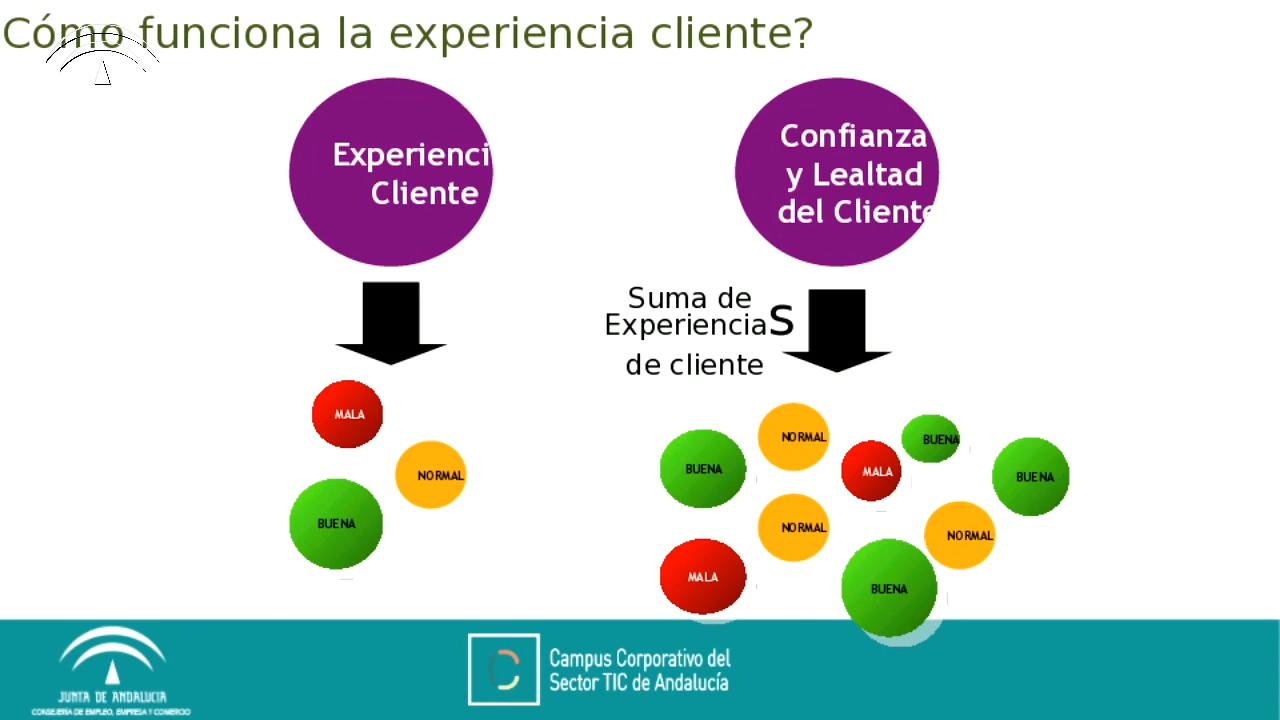 Cómo funciona la experiencia cliente?
Experienci
Cliente
Confianza
y Lealtad
del Cliente
Suma de
Experiencias
de cliente
MALA
NORMAL
BUENA
BUENA
NORMAL
MALA
BUENA
BUENA
NORMAL
NORMAL
MALA
BUENA
JUNTA DE ANDALUCIA
CONSEJERÍA DE EMPLEO, EMPRESA Y COMERCIO
Campus Corporativo del
Sector TIC de Andalucía